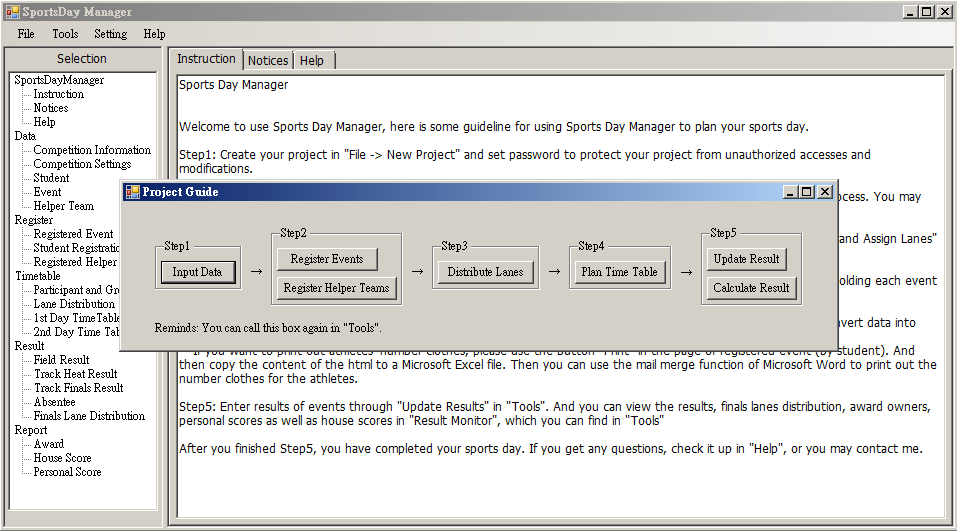 SportsDay Manager
File Tools Setting Help
Selection
SportsDayManager
Instruction
Notices
Help
Data
Competition Information
Competition Settings
Student
Event
Helper Team
Register
Registered Event
Student Registratio
Registered Helper
Timetable
Participant and Gr
Lane Distribution
1st Day TimeTable
2nd Day Time Tab
Result
Field Result
Track Heat Result
Track Finals Result
Absentee
Finals Lane Distribution
Report
Award
House Score
Personal Score
Instruction Notices Help
Sports Day Manager
Welcome to use Sports Day Manager, here is some guideline for using Sports Day Manager to plan your sports day.
Step1: Create your project in "File -> New Project" and set password to protect your project from unauthorized accesses and
modifications.
ocess. You may
and Assign Lanes"
olding each event
vert data into
If you want to print out athletes' number clothes, please use the button "Print" in the page of registered event (by student). And
then copy the content of the html to a Microsoft Excel file. Then you can use the mail merge function of Microsoft Word to print out the
number clothes for the athletes.
Step5: Enter results of events through "Update Results" in "Tools". And you can view the results, finals lanes distribution, award owners,
personal scores as well as house scores in "Result Monitor", which you can find in "Tools"
After you finished Step5, you have completed your sports day. If you get any questions, check it up in "Help", or you may contact me.
Project Guide
Step1
Input Data
→
Step2
Register Events
Register Helper Teams
→
Step3
Distribute Lanes
→
Step4
Plan Time Table
→
Step5
Update Result
Calculate Result
Reminds: You can call this box again in "Tools".